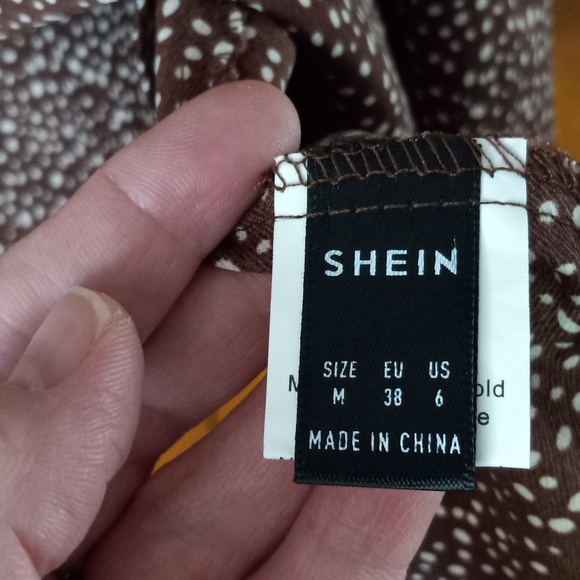 SHEIN
SIZE EU US
M 38 6
MADE IN CHINA